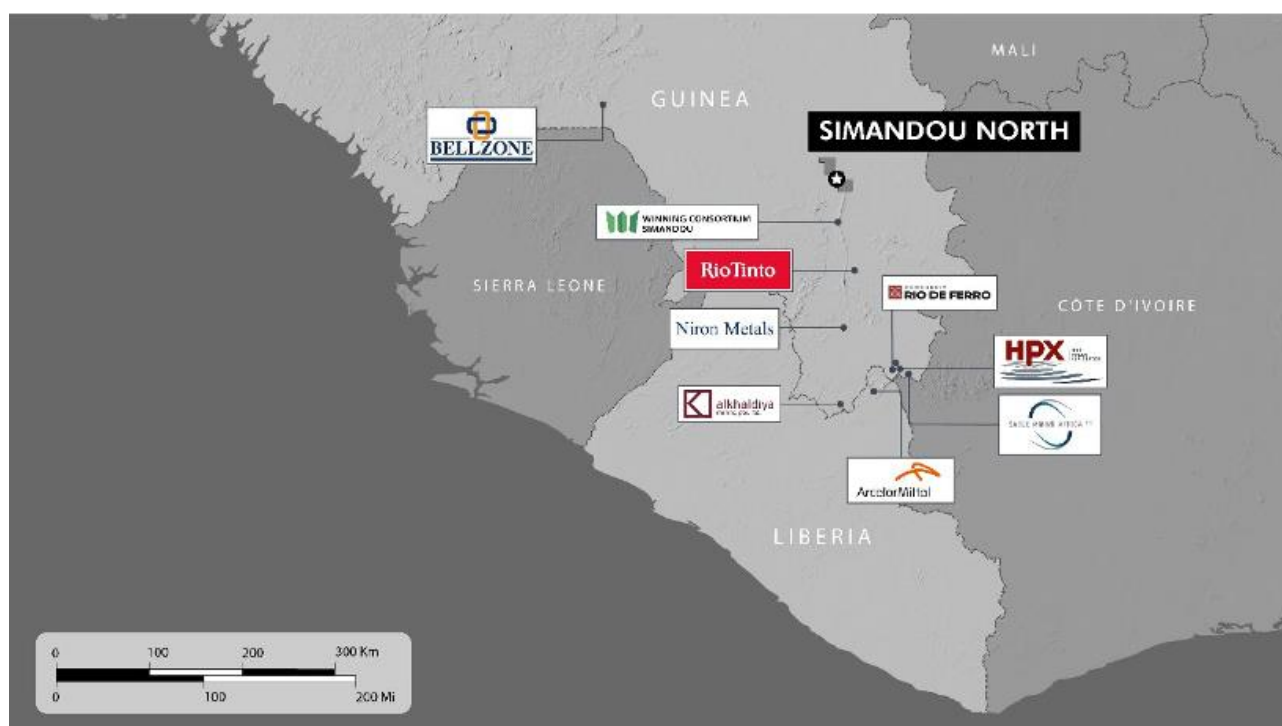 MALI
GUINEA
SIMANDOU NORTH
BELLZONE
WINNING CONSORTIUM
SIMANDOU
SIERRA LEONE
RioTinto
RIO DE FERRO
CÔTE D'IVOIRE
Niron Metals
HPX
alkhaldiya
ArcelorMittal
LIBERIA
0 100 200 300 Km
0 100 200 Mi